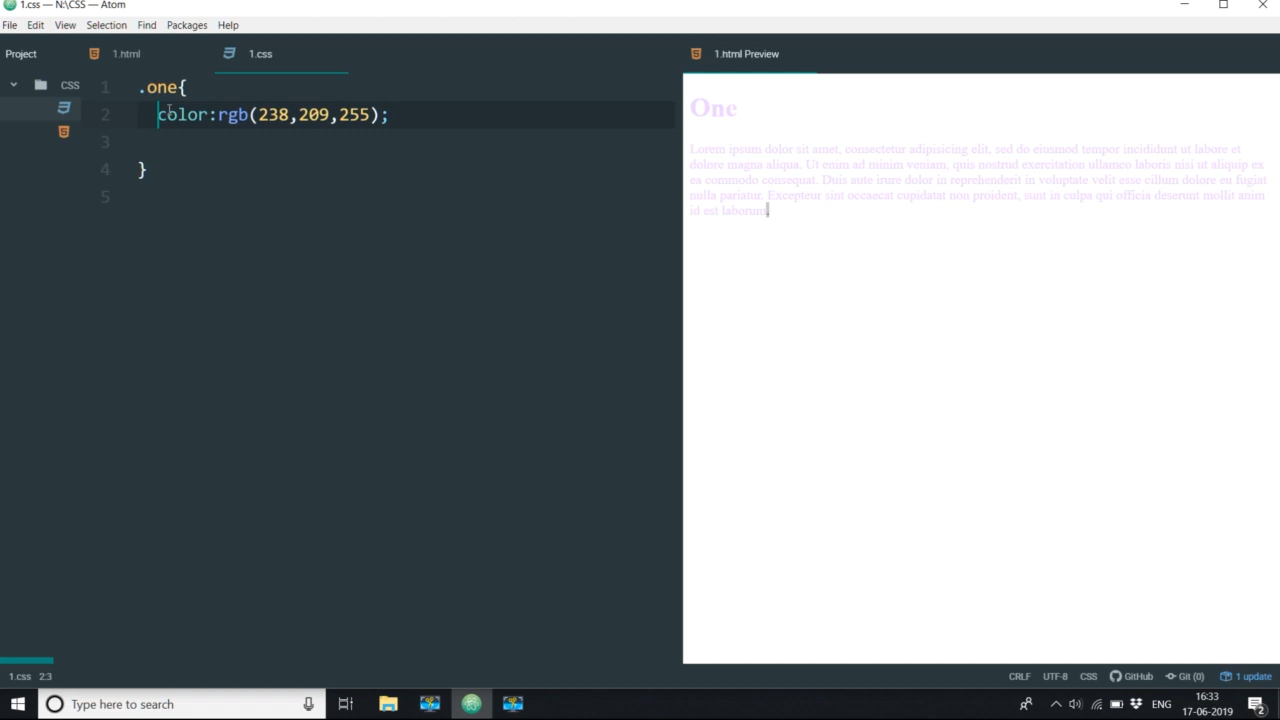 1.css — N:\CSS — Atom
File Edit View Selection Find Packages Help
Project 1.html 1.css 1.html Preview
CSS
1 .one{
2 color:rgb(238,209,255);
3
4 }
5
One
Lorem ipsum dolor sit amet, consectetur adipisicing elit, sed do eiusmod tempor incididunt ut labore et
dolore magna aliqua. Ut enim ad minim veniam, quis nostrud exercitation ullamco laboris nisi ut aliquip ex
ea commodo consequat. Duis aute irure dolor in reprehenderit in voluptate velit esse cillum dolore eu fugiat
nulla pariatur. Excepteur sint occaecat cupidatat non proident, sunt in culpa qui officia deserunt mollit anim
id est laborum.
1.css 2:3 CRLF UTF-8 CSS GitHub Git (0) 1 update
Type here to search ENG 16:33
17-06-2019 2